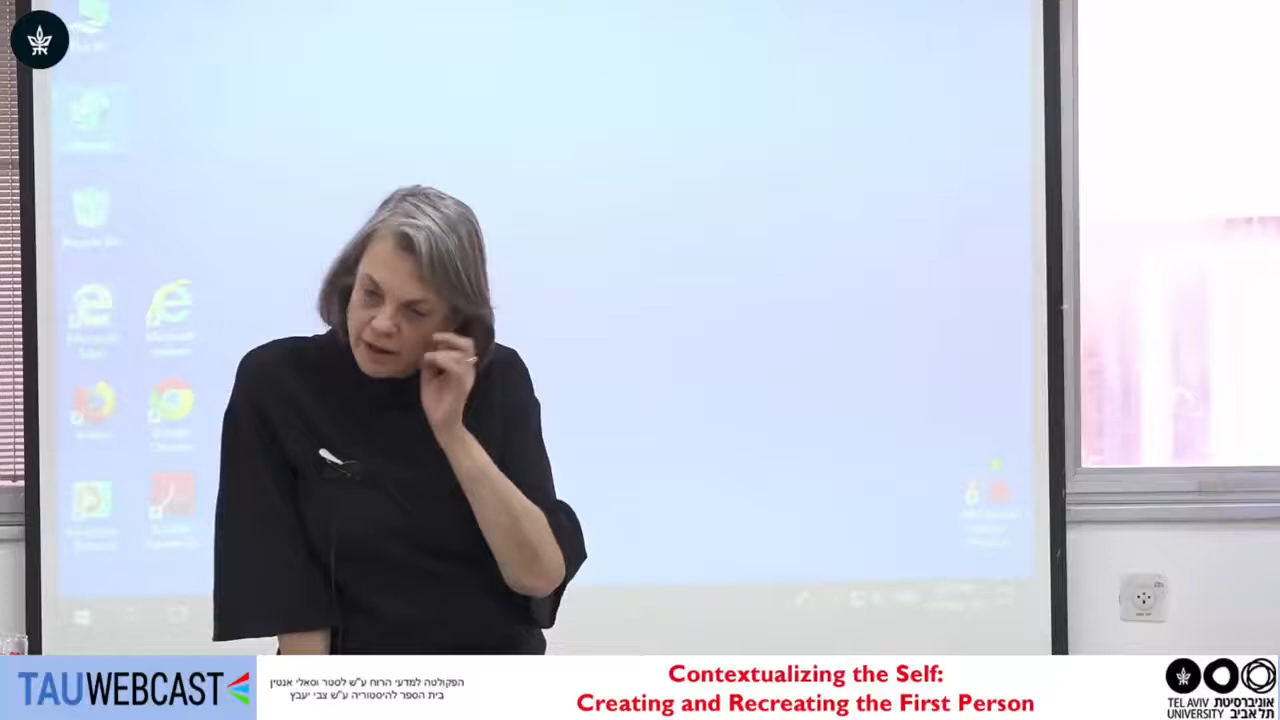 TAUWEBCAST
הפקולטה למדעי הרוח ע"ש לסטר וסאלי אנטין
בית הספר להיסטוריה ע"ש צבי יעבץ
Contextualizing the Self:
Creating and Recreating the First Person
TEL AVIV אוניברסיטת
UNIVERSITY תל אביב